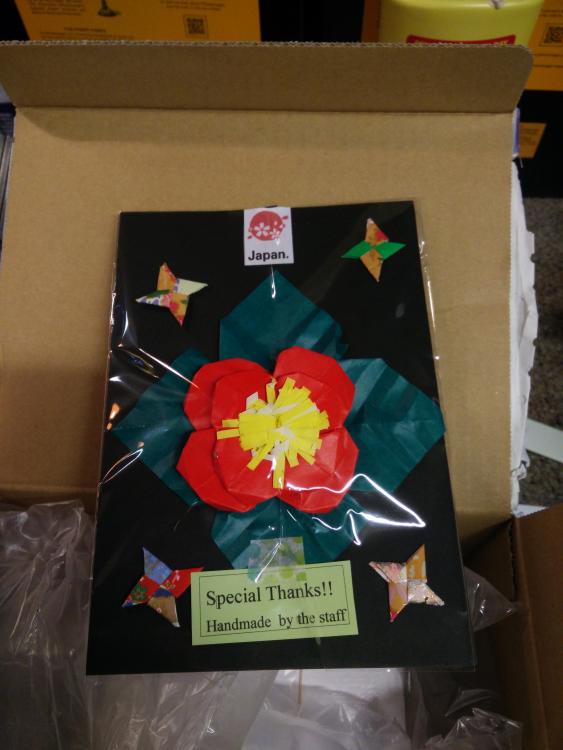 Japan.
Special Thanks!!
Handmade by the staff